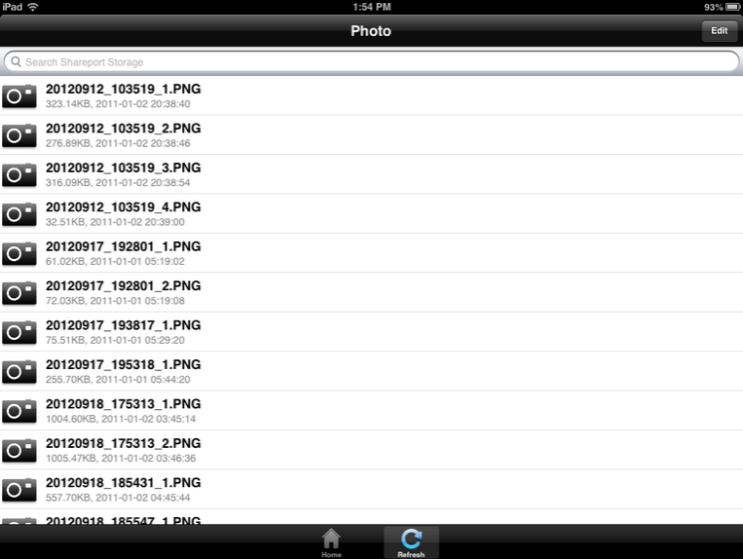 iPad 1:54 PM 93%
Photo Edit
Search Shareport Storage
20120912_103519_1.PNG
323.14KB, 2011-01-02 20:38:40
20120912_103519_2.PNG
276.89KB, 2011-01-02 20:38:46
20120912_103519_3.PNG
316.09KB, 2011-01-02 20:38:54
20120912_103519_4.PNG
32.51KB, 2011-01-02 20:39:00
20120917_192801_1.PNG
61.02KB, 2011-01-01 05:19:02
20120917_192801_2.PNG
72.03KB, 2011-01-01 05:19:08
20120917_193817_1.PNG
75.51KB, 2011-01-01 05:29:20
20120917_195318_1.PNG
255.70KB, 2011-01-01 05:44:20
20120918_175313_1.PNG
1004.60KB, 2011-01-02 03:45:14
20120918_175313_2.PNG
1005.47KB, 2011-01-02 03:46:36
20120918_185431_1.PNG
557.70KB, 2011-01-02 04:45:44
20120918_185547_1.PNG
Home Refresh